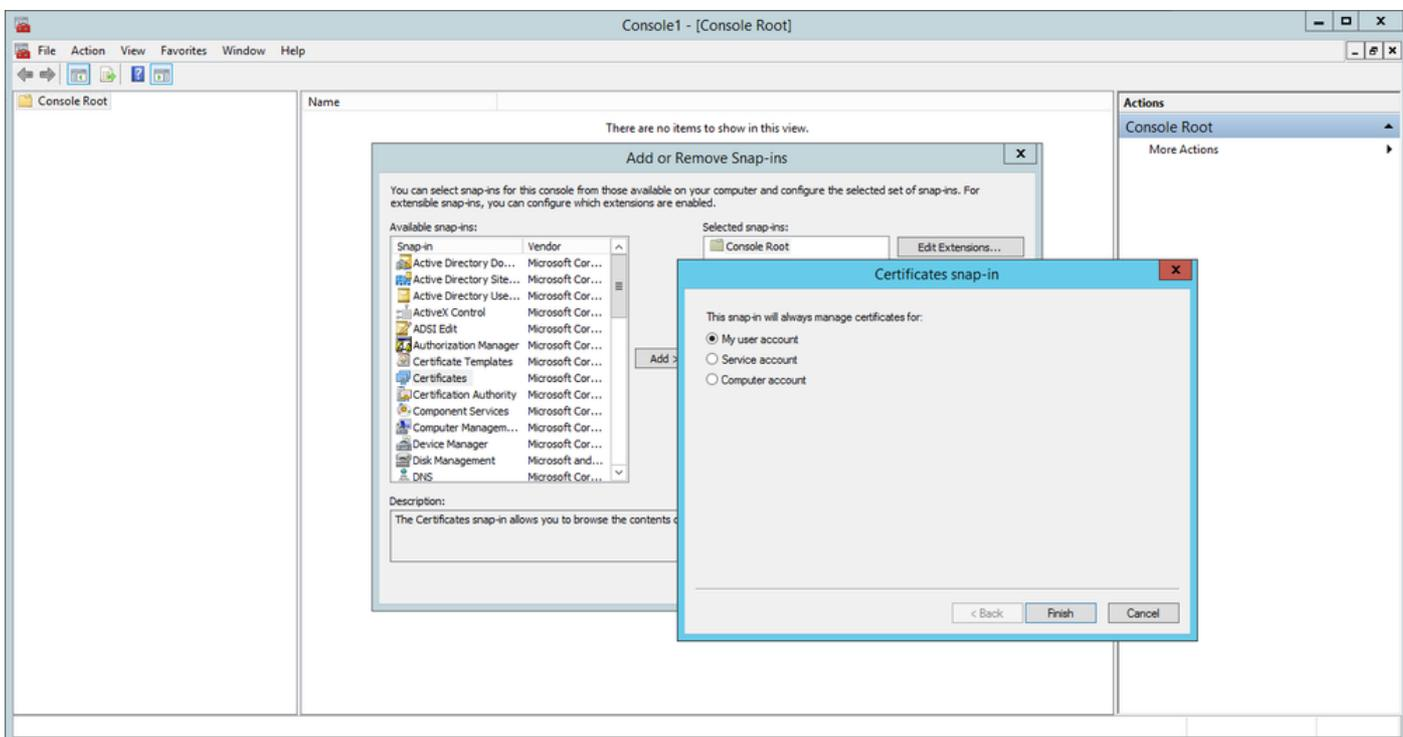 Console1 - [Console Root]
File Action View Favorites Window Help
Console Root
Name
There are no items to show in this view.
Actions
Console Root
More Actions
Add or Remove Snap-ins
You can select snap-ins for this console from those available on your computer and configure the selected set of snap-ins. For
extensible snap-ins, you can configure which extensions are enabled.
Available snap-ins:
Selected snap-ins:
Snap-in Vendor
Active Directory Do... Microsoft Cor...
Active Directory Site... Microsoft Cor...
Active Directory Use... Microsoft Cor...
ActiveX Control Microsoft Cor...
ADSI Edit Microsoft Cor...
Authorization Manager Microsoft Cor...
Certificate Templates Microsoft Cor...
Certificates Microsoft Cor...
Certification Authority Microsoft Cor...
Component Services Microsoft Cor...
Computer Managem... Microsoft Cor...
Device Manager Microsoft Cor...
Disk Management Microsoft and...
DNS Microsoft Cor...
Console Root
Edit Extensions...
Add >
Description:
The Certificates snap-in allows you to browse the contents
Certificates snap-in
This snap-in will always manage certificates for:
My user account
Service account
Computer account
< Back Finish Cancel